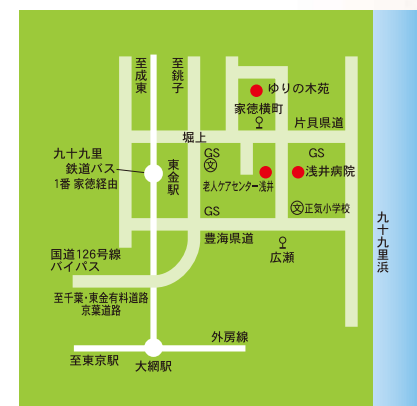 至成東
至銚子
ゆりの木苑
家徳横町
片貝県道
堀上
九十九里
鉄道バス
1番 家徳経由
東金駅
GS
文
老人ケアセンター浅井
GS
浅井病院
GS
文正気小学校
九十九里浜
豊海県道
広瀬
国道126号線
バイパス
至千葉・東金有料道路
京葉道路
外房線
至東京駅
大網駅